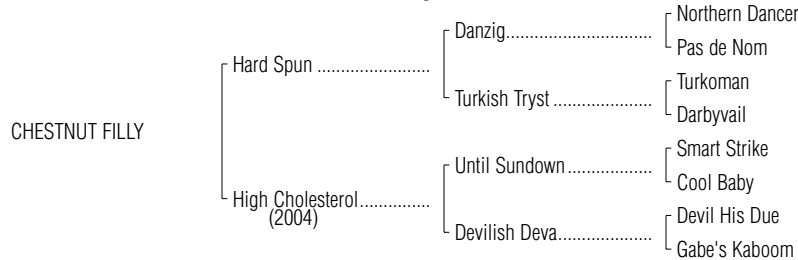 Northern Dancer
Danzig..............................
Pas de Nom
Hard Spun ........................
Turkoman
Turkish Tryst .....................
Darbyvail
CHESTNUT FILLY
Smart Strike
Until Sundown ..................
Cool Baby
High Cholesterol...............
(2004)
Devil His Due
Devilish Deva....................
Gabe's Kaboom